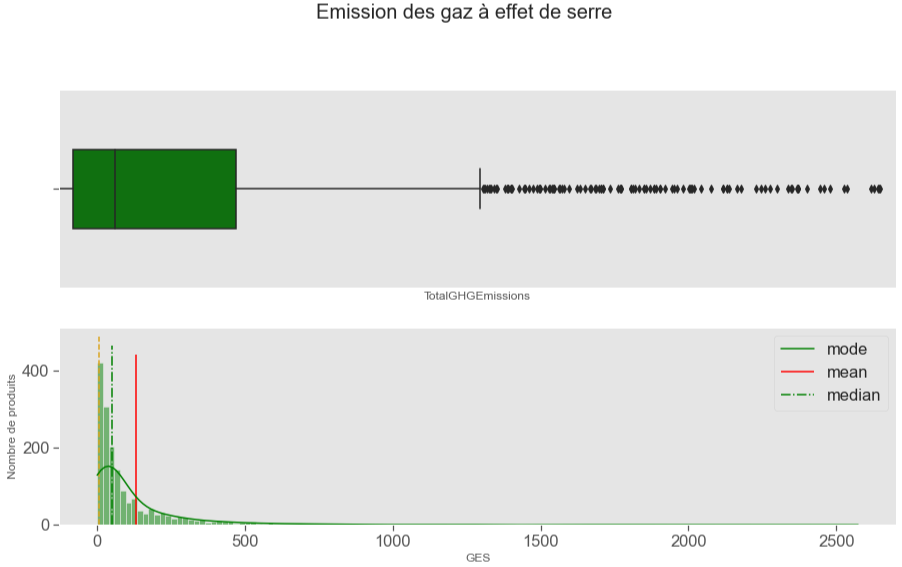 Emission des gaz à effet de serre
TotalGHGEmissions
Nombre de produits
400
200
0
mode
mean
median
0 500 1000 1500 2000 2500
GES